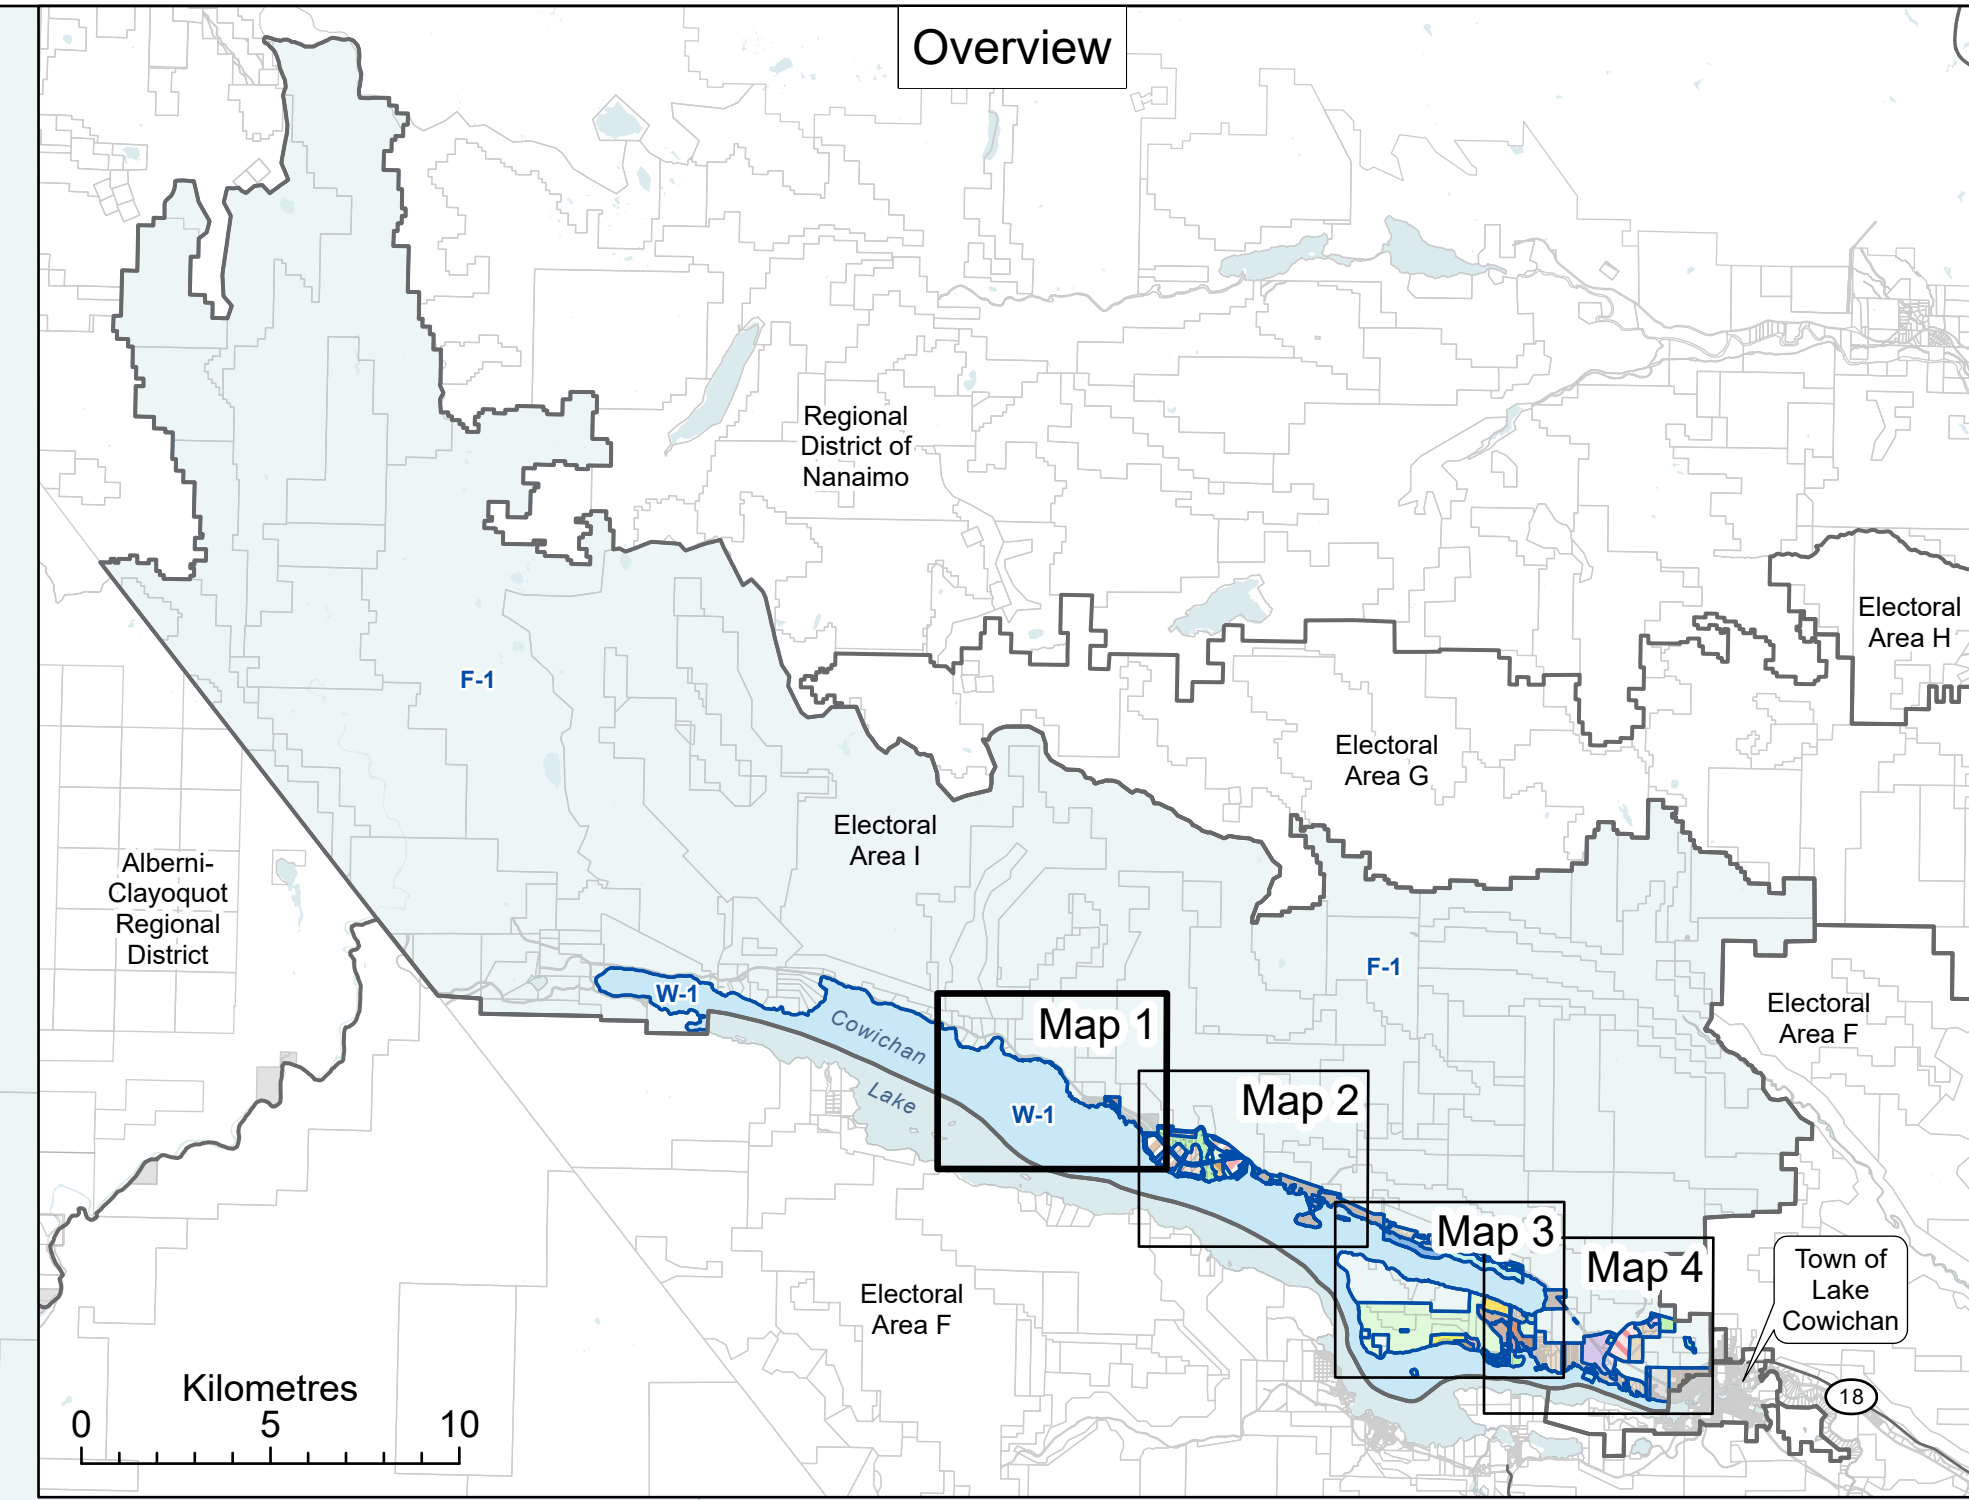 Overview
Regional
District of
Nanaimo
Electoral
Area H
F-1
Electoral
Area G
Electoral
Area I
Alberni-
Clayoquot
Regional
District
F-1
W-1
Electoral
Area F
Cowichan
Lake
Map 1
W-1
Map 2
Map 3
Map 4
Town of
Lake
Cowichan
Electoral
Area F
18
Kilometres
0 5 10